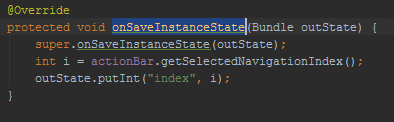 @Override
protected void onSaveInstanceState(Bundle outState) {
super.onSaveInstanceState(outState);
int i = actionBar.getSelectedNavigationIndex();
outState.putInt("index", i);
}